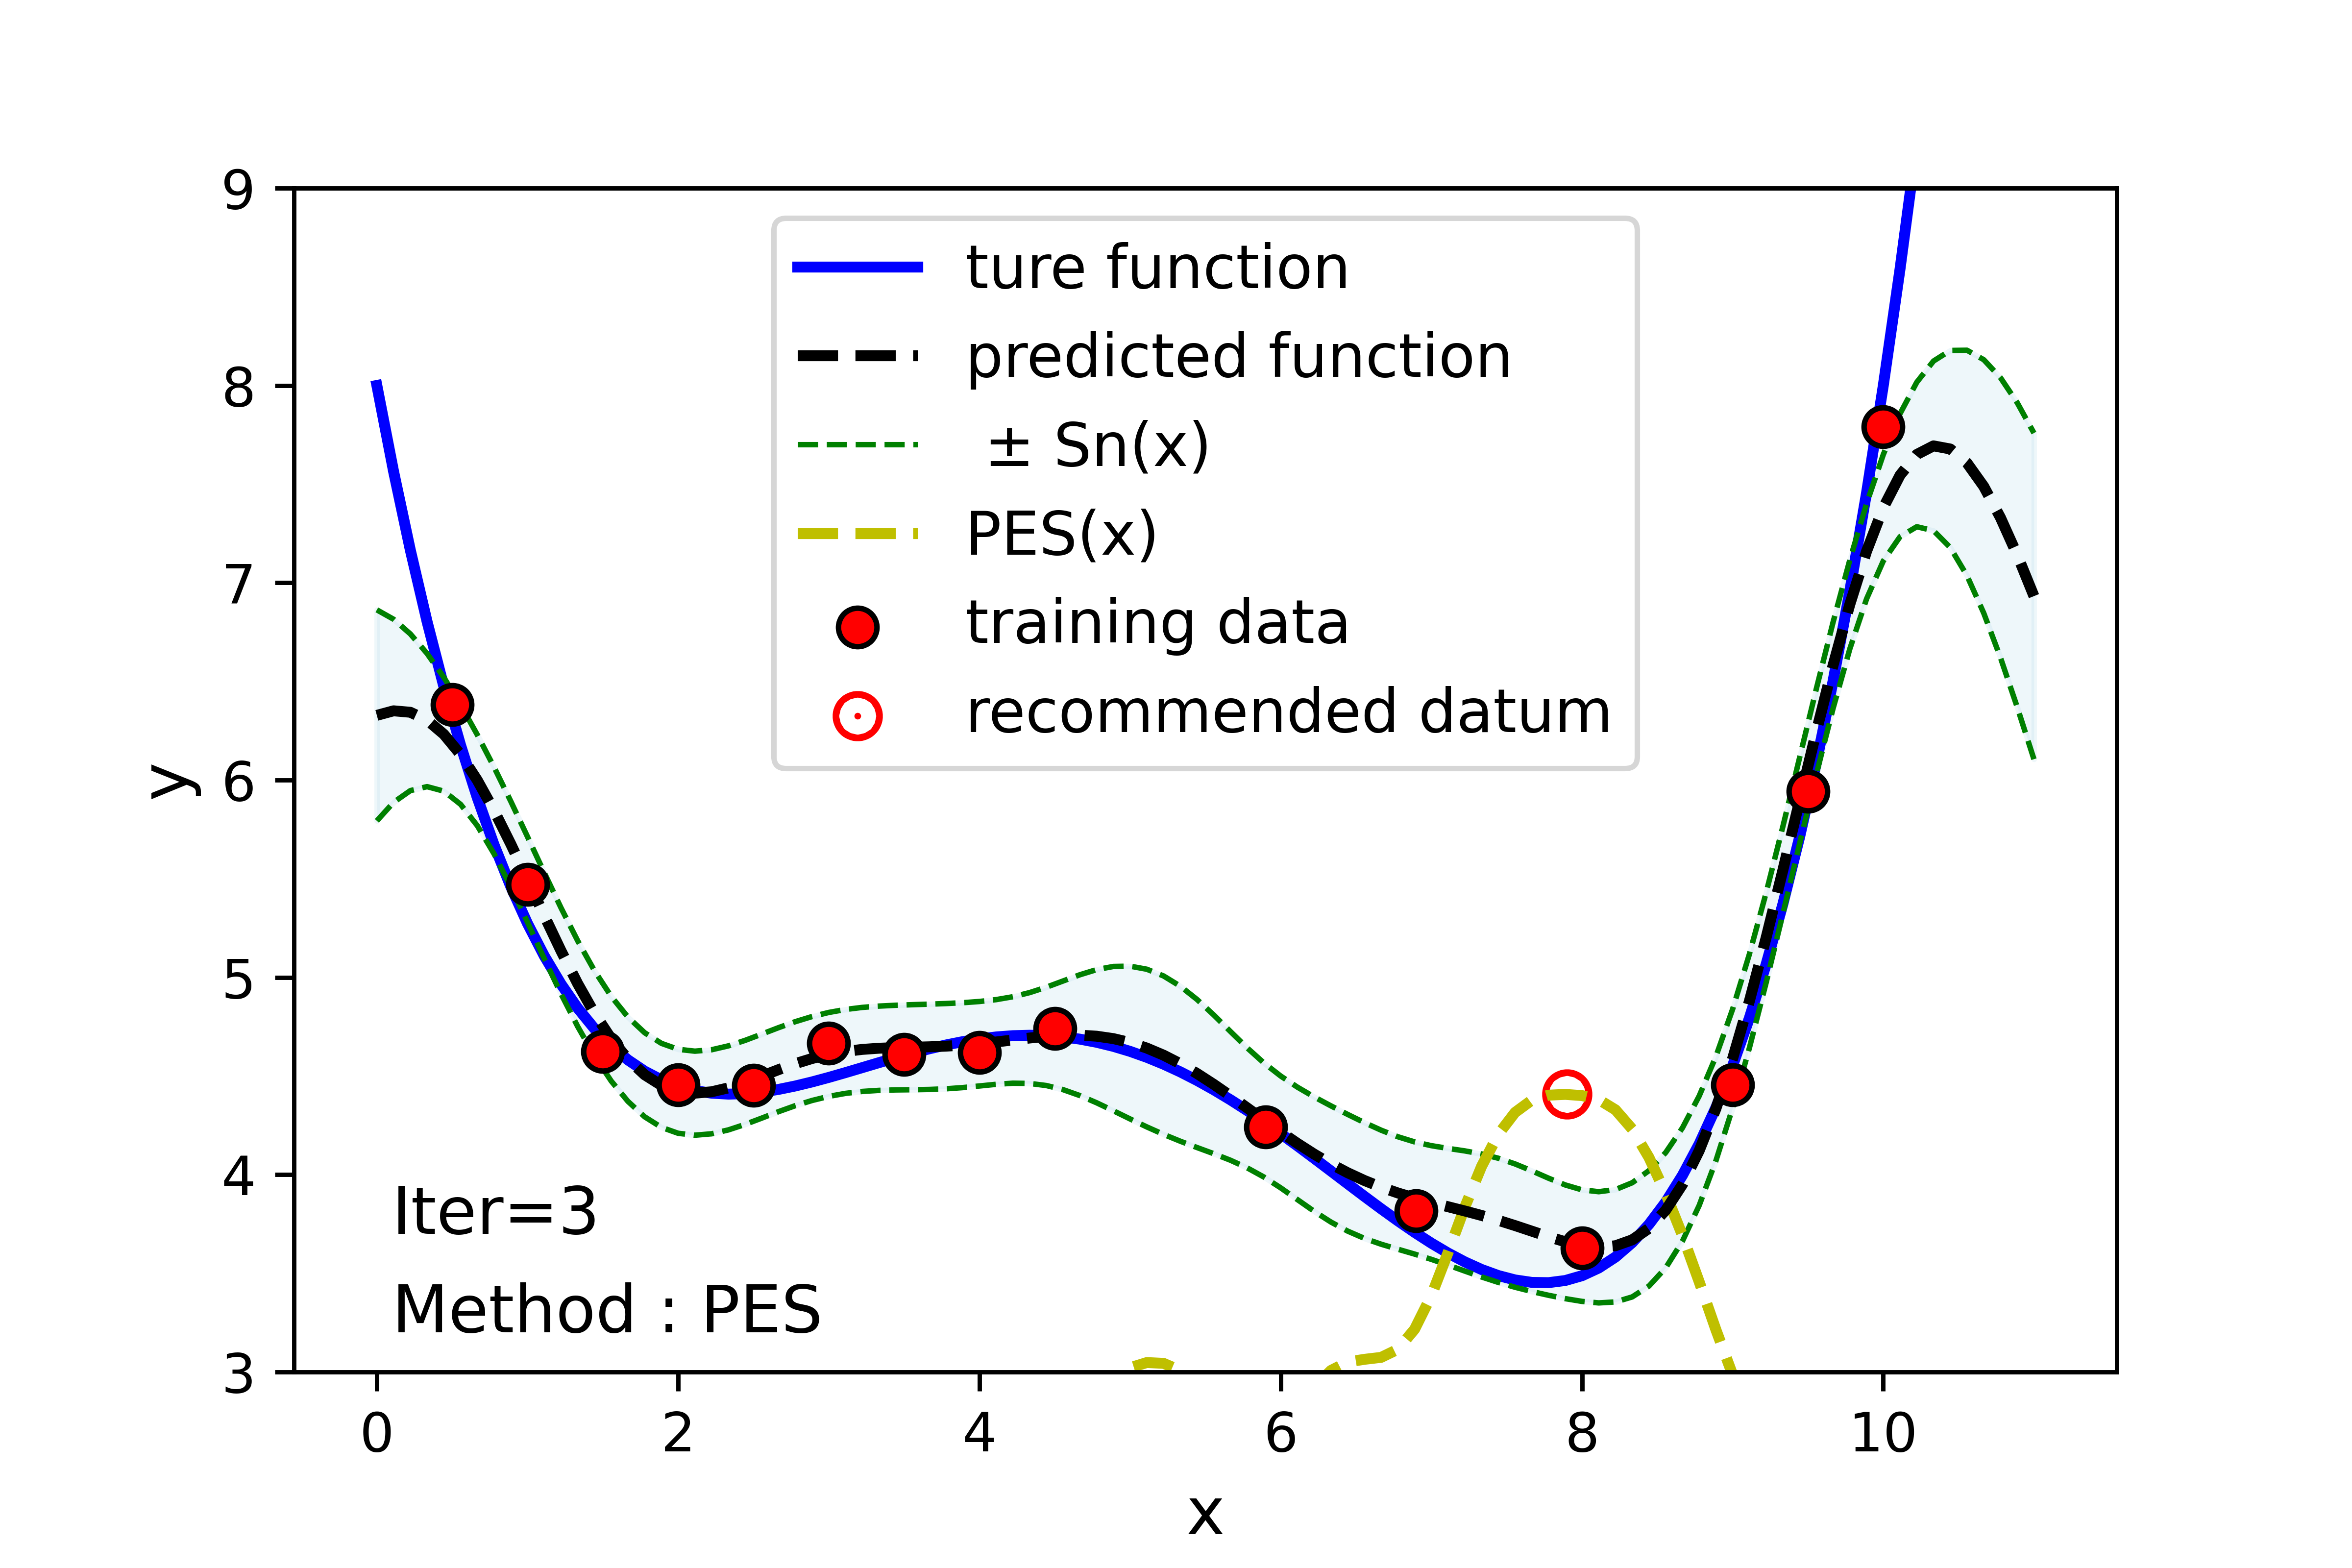 9
8
7
6
5
4
3
y
ture function
predicted function
± Sn(x)
PES(x)
training data
recommended datum
Iter=3
Method : PES
0 2 4 6 8 10
x